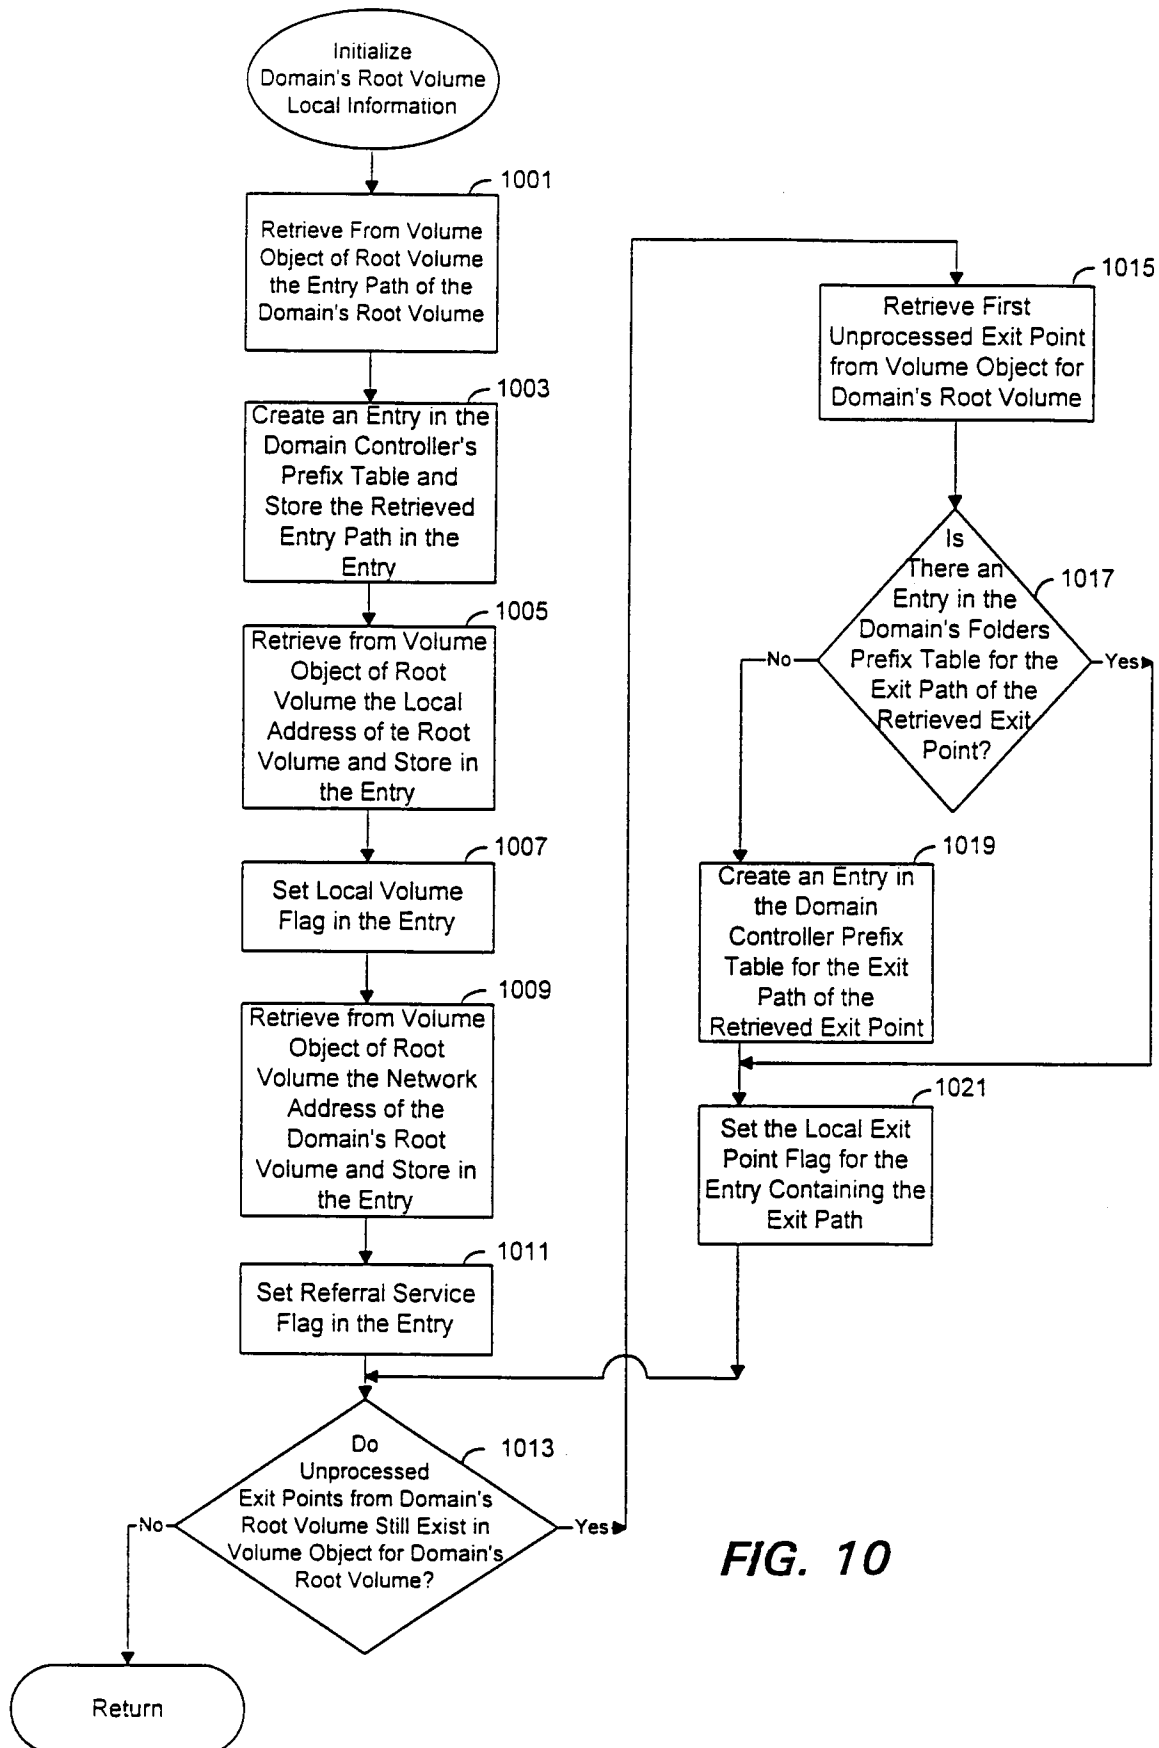 Initialize
Domain's Root Volume
Local Information
1001
Retrieve From Volume
Object of Root Volume
the Entry Path of the
Domain's Root Volume
1003
Create an Entry in the
Domain Controller's
Prefix Table and
Store the Retrieved
Entry Path in the
Entry
1005
Retrieve from Volume
Object of Root
Volume the Local
Address of te Root
Volume and Store in
the Entry
1007
Set Local Volume
Flag in the Entry
1009
Retrieve from Volume
Object of Root
Volume the Network
Address of the
Domain's Root
Volume and Store in
the Entry
1011
Set Referral Service
Flag in the Entry
1013
Do
Unprocessed
Exit Points from Domain's
Root Volume Still Exist in
Volume Object for Domain's
Root Volume?
No
Yes
Return
1015
Retrieve First
Unprocessed Exit Point
from Volume Object for
Domain's Root Volume
1017
Is
There an
Entry in the
Domain's Folders
Prefix Table for the
Exit Path of the
Retrieved Exit
Point?
No
Yes
1019
Create an Entry in
the Domain
Controller Prefix
Table for the Exit
Path of the
Retrieved Exit Point
1021
Set the Local Exit
Point Flag for the
Entry Containing the
Exit Path
FIG. 10